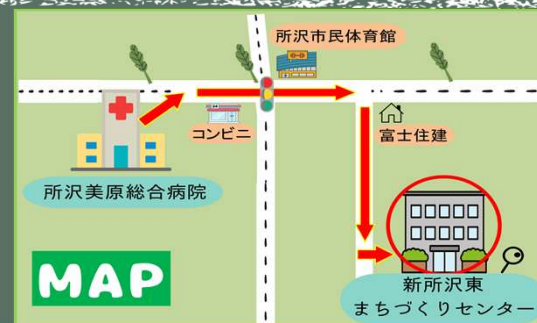 所沢市民体育館
コンビニ
富士住建
所沢美原総合病院
MAP
新所沢東
まちづくりセンター